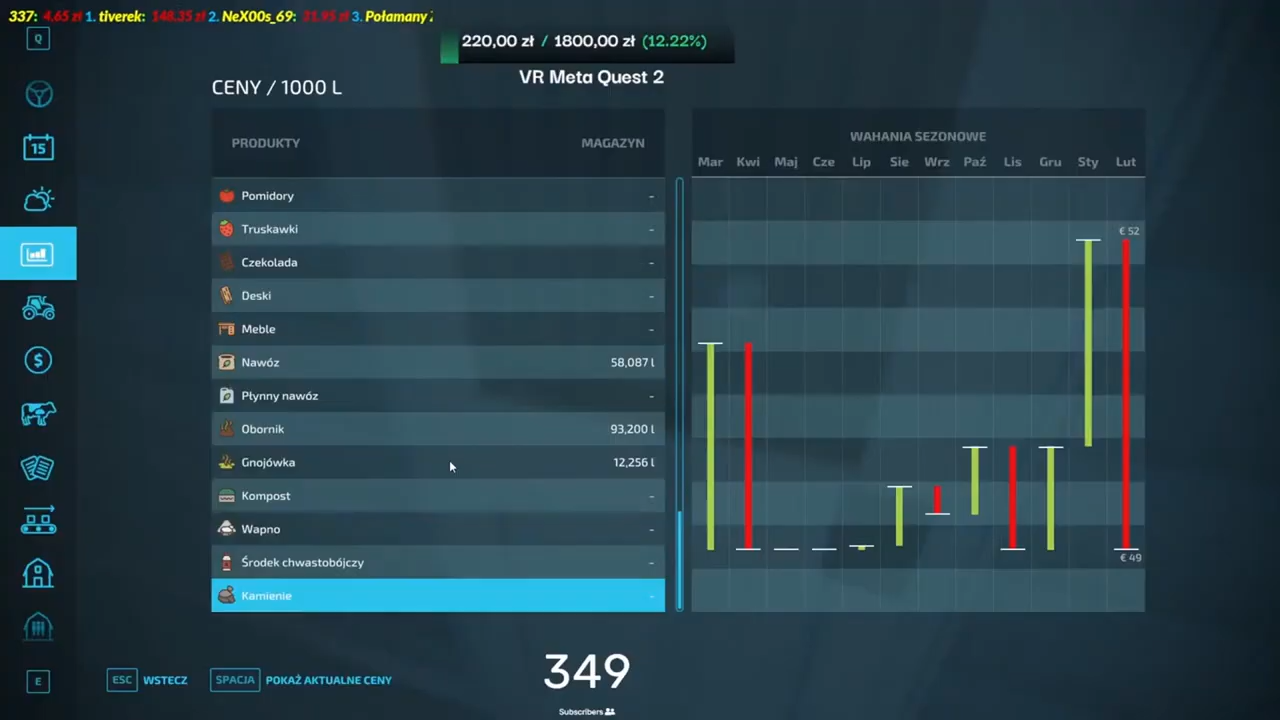 337: 4.65 zł 1. tiverek: 148.35 zł 2. NeX00s_69: 31.95 zł 3. Połamany
220,00 zł / 1800,00 zł (12.22%)
VR Meta Quest 2
Q
15
E
CENY / 1000 L
PRODUKTY MAGAZYN
Pomidory -
Truskawki -
Czekolada -
Deski -
Meble -
Nawóz 58,087 l
Płynny nawóz -
Obornik 93,200 l
Gnojówka 12,256 l
Kompost -
Wapno -
Środek chwastobójczy -
Kamienie -
WAHANIA SEZONOWE
Mar Kwi Maj Cze Lip Sie Wrz Paź Lis Gru Sty Lut
€ 52
€ 49
ESC WSTECZ SPACJA POKAŻ AKTUALNE CENY
349
Subscribers